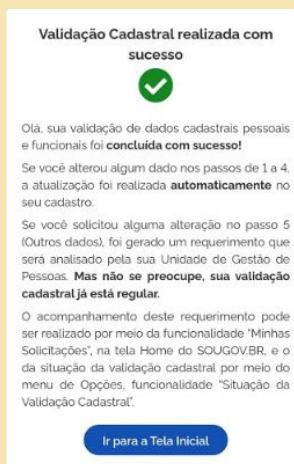 Validação Cadastral realizada com
sucesso
Olá, sua validação de dados cadastrais pessoais
e funcionais foi concluída com sucesso!
Se você alterou algum dado nos passos de 1 a 4,
a atualização foi realizada automaticamente no
seu cadastro.
Se você solicitou alguma alteração no passo 5
(Outros dados), foi gerado um requerimento que
será analisado pela sua Unidade de Gestão de
Pessoas. Mas não se preocupe, sua validação
cadastral já está regular.
O acompanhamento deste requerimento pode
ser realizado por meio da funcionalidade "Minhas
Solicitações", na tela Home do SOUGOV.BR, e o
da situação da validação cadastral por meio do
menu de Opções, funcionalidade "Situação da
Validação Cadastral".
Ir para a Tela Inicial